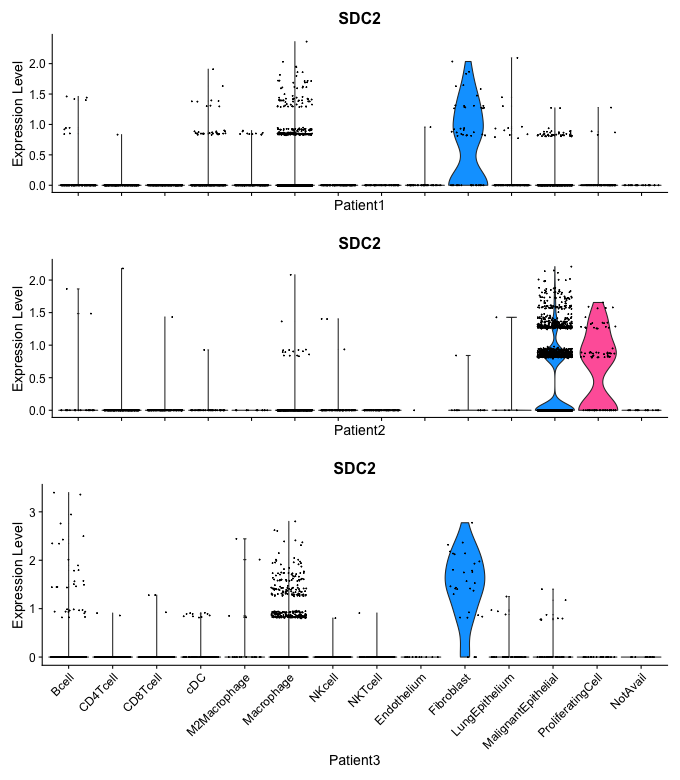 SDC2
Expression Level
2.0
1.5
1.0
0.5
0.0
Patient1
SDC2
Expression Level
2.0
1.5
1.0
0.5
0.0
Patient2
SDC2
Expression Level
3
2
1
0
Bcell
CD4Tcell
CD8Tcell
cDC
M2Macrophage
Macrophage
NKcell
NKTcell
Endothelium
Fibroblast
LungEpithelium
MalignantEpithelial
ProliferatingCell
NotAvail
Patient3